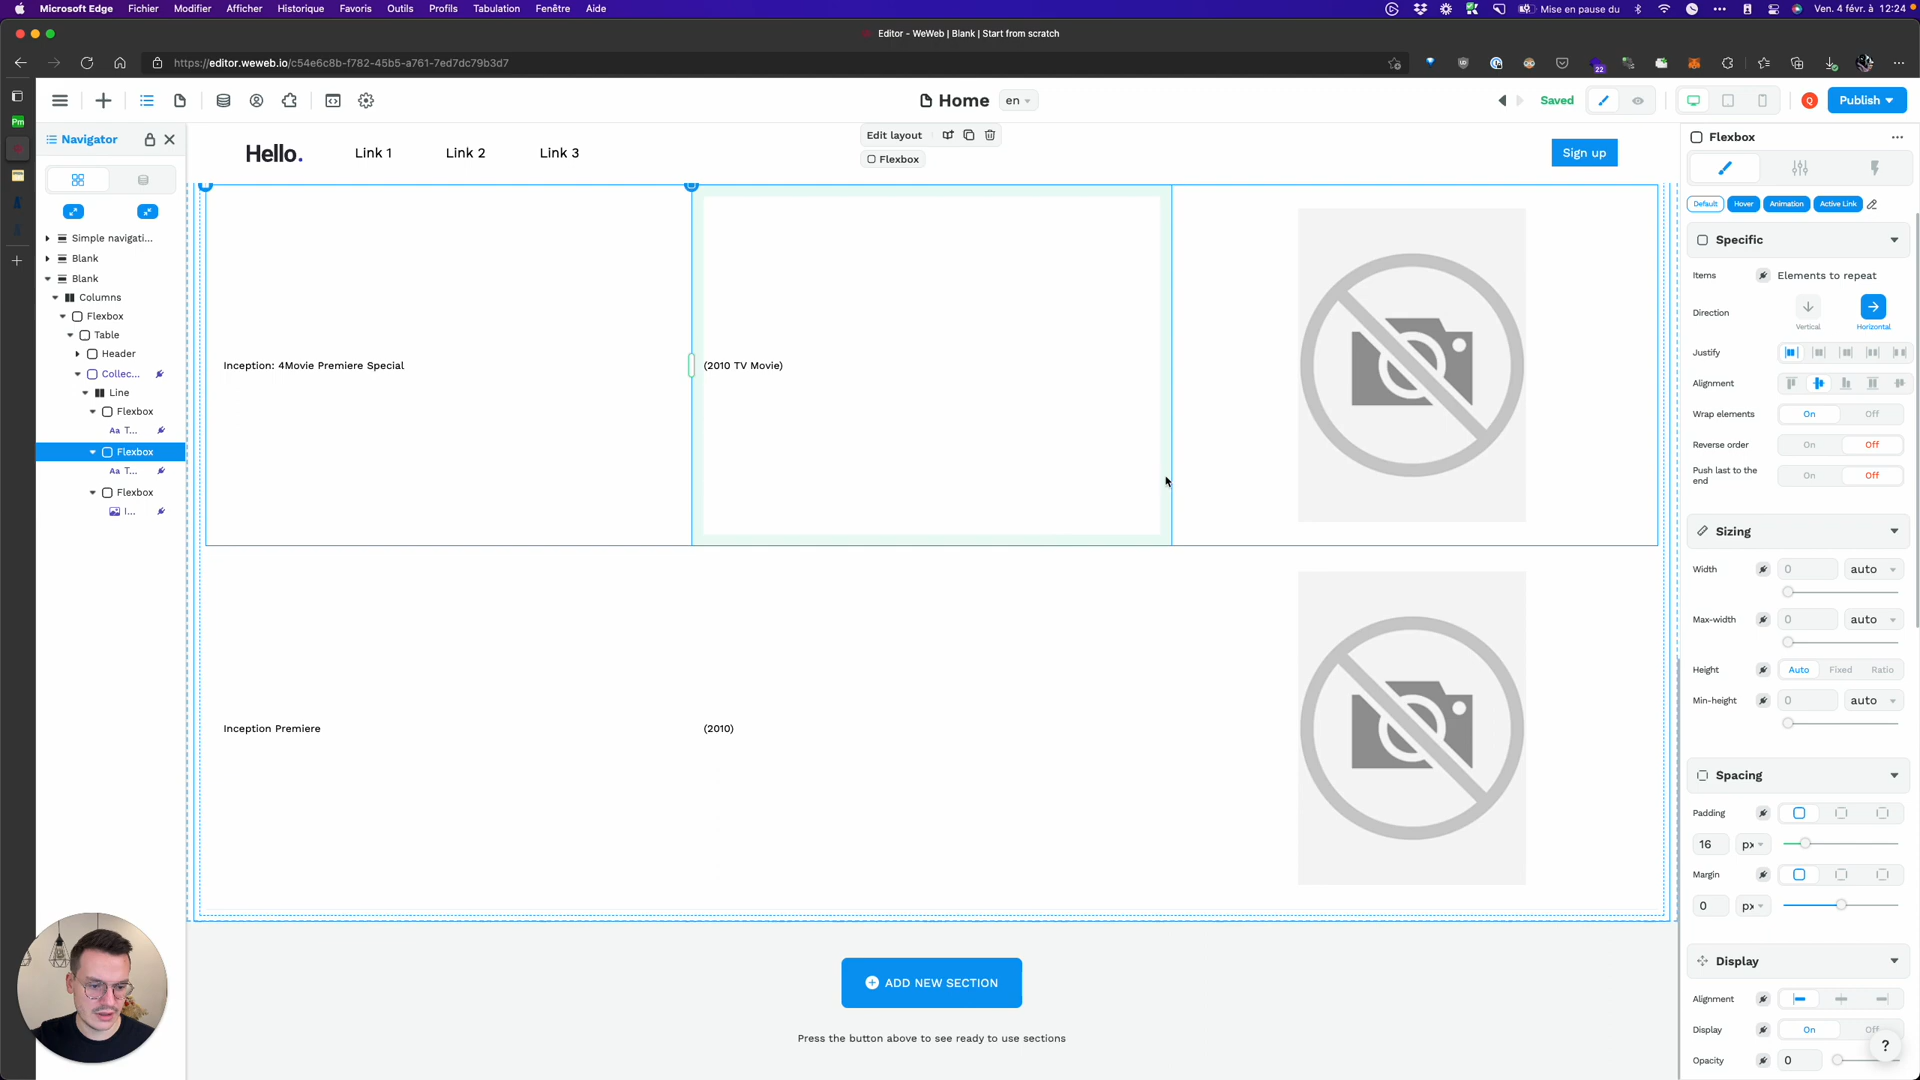 Microsoft Edge Fichier Modifier Afficher Historique Favoris Outils Profils Tabulation Fenêtre Aide
Mise en pause du
Ven. 4 févr. à 12:24
Editor - WeWeb | Blank | Start from scratch
https://editor.weweb.io/c54e6c8b-f782-45b5-a761-7ed7dc79b3d7
22
Home
en
Saved
Q
Publish
Pm
Navigator
Simple navigati...
Blank
Blank
Columns
Flexbox
Table
Header
Collec...
Line
Flexbox
Aa T...
Flexbox
Aa T...
Flexbox
I...
Hello.
Link 1
Link 2
Link 3
Edit layout
Flexbox
Sign up
Inception: 4Movie Premiere Special
(2010 TV Movie)
Inception Premiere
(2010)
ADD NEW SECTION
Press the button above to see ready to use sections
Flexbox
Default
Hover
Animation
Active Link
Specific
Items
Elements to repeat
Direction
Vertical
Horizontal
Justify
Alignment
Wrap elements
On
Off
Reverse order
On
Off
Push last to the
end
On
Off
Sizing
Width
0
auto
Max-width
0
auto
Height
Auto
Fixed
Ratio
Min-height
0
auto
Spacing
Padding
16
px
Margin
0
px
Display
Alignment
Display
On
Off
Opacity
0
?